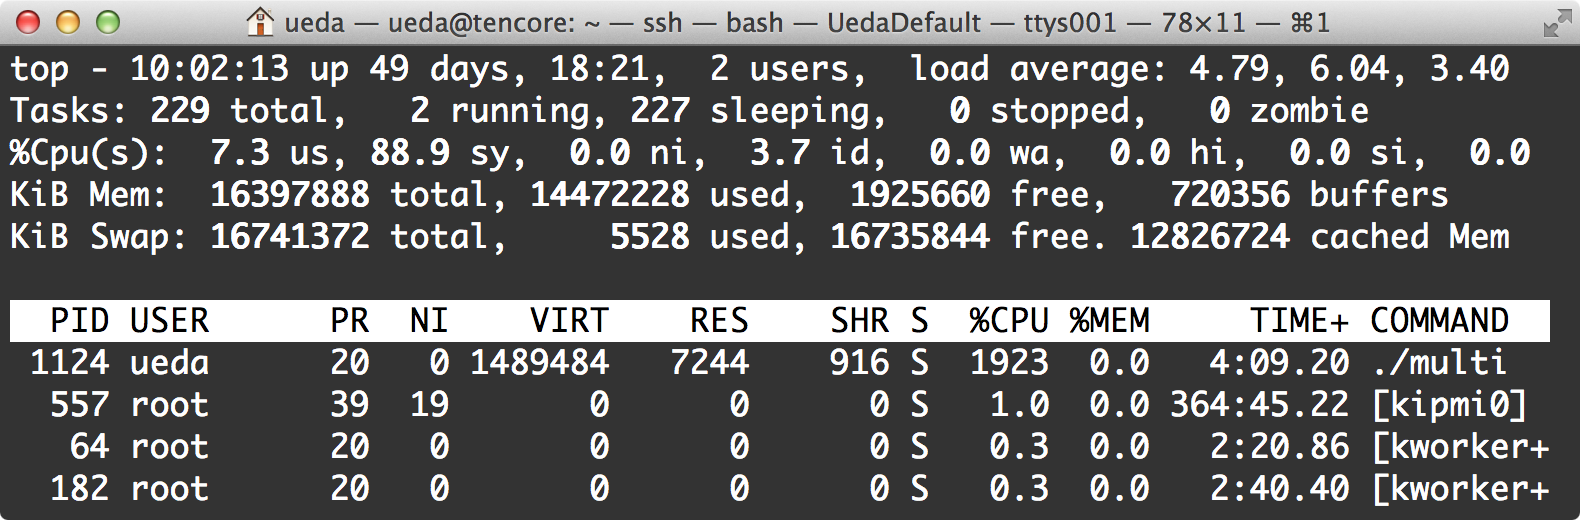 ueda — ueda@tencore: ~ — ssh — bash — UedaDefault — ttys001 — 78×11 — ⌘1
top - 10:02:13 up 49 days, 18:21,  2 users,  load average: 4.79, 6.04, 3.40
Tasks: 229 total,   2 running, 227 sleeping,   0 stopped,   0 zombie
%Cpu(s):  7.3 us, 88.9 sy,  0.0 ni,  3.7 id,  0.0 wa,  0.0 hi,  0.0 si,  0.0
KiB Mem:  16397888 total, 14472228 used,  1925660 free,   720356 buffers
KiB Swap: 16741372 total,     5528 used, 16735844 free. 12826724 cached Mem
  PID USER      PR  NI    VIRT    RES    SHR S  %CPU %MEM     TIME+ COMMAND
 1124 ueda      20   0 1489484   7244    916 S  1923  0.0   4:09.20 ./multi
  557 root      39  19       0      0      0 S   1.0  0.0 364:45.22 [kipmi0]
   64 root      20   0       0      0      0 S   0.3  0.0   2:20.86 [kworker+
  182 root      20   0       0      0      0 S   0.3  0.0   2:40.40 [kworker+